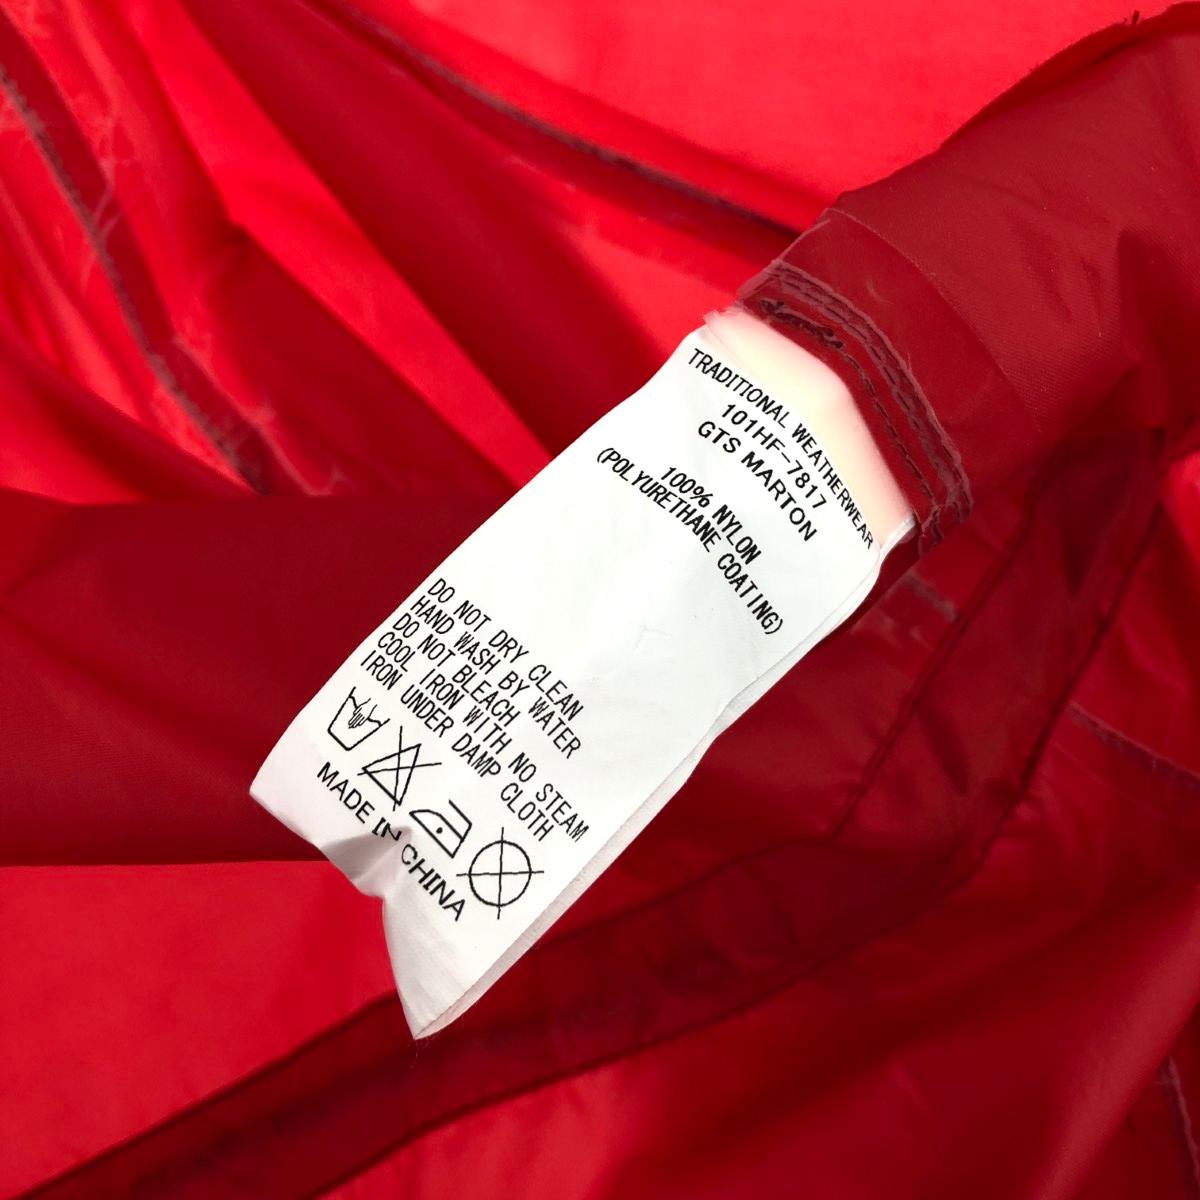 TRADITIONAL WEATHERWEAR
101HF-7817
GTS MARTON
100% NYLON
(POLYURETHANE COATING)
DO NOT DRY CLEAN
HAND WASH BY WATER
DO NOT BLEACH
COOL IRON WITH NO STEAM
IRON UNDER DAMP CLOTH
MADE IN CHINA